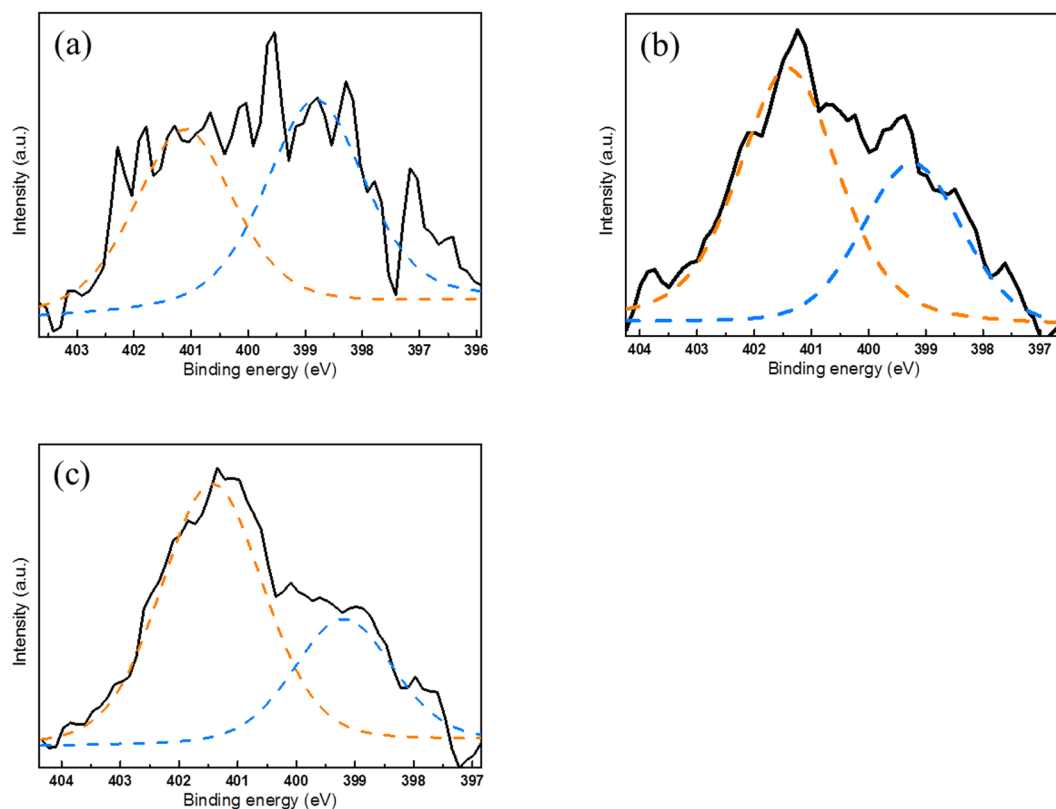 (a)
Intensity (a.u.)
403 402 401 400 399 398 397 396
Binding energy (eV)
(b)
Intensity (a.u.)
404 403 402 401 400 399 398 397
Binding energy (eV)
(c)
Intensity (a.u.)
404 403 402 401 400 399 398 397
Binding energy (eV)